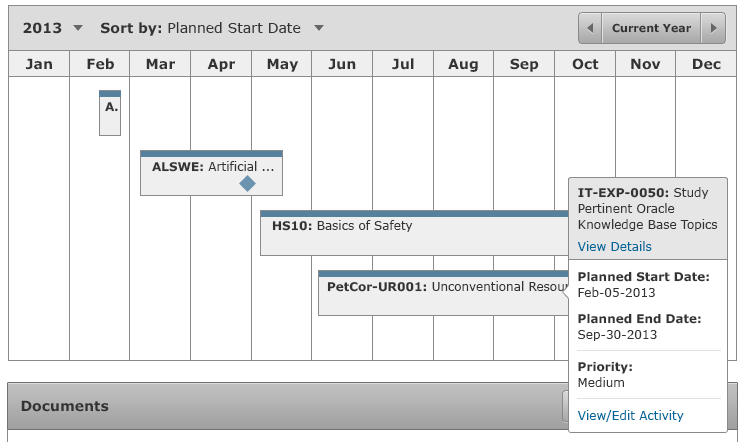 2013 Sort by: Planned Start Date Current Year
Jan Feb Mar Apr May Jun Jul Aug Sep Oct Nov Dec
A.
ALSWE: Artificial ...
HS10: Basics of Safety
PetCor-UR001: Unconventional Resou
IT-EXP-0050: Study
Pertinent Oracle
Knowledge Base Topics
View Details
Planned Start Date:
Feb-05-2013
Planned End Date:
Sep-30-2013
Priority:
Medium
View/Edit Activity
Documents